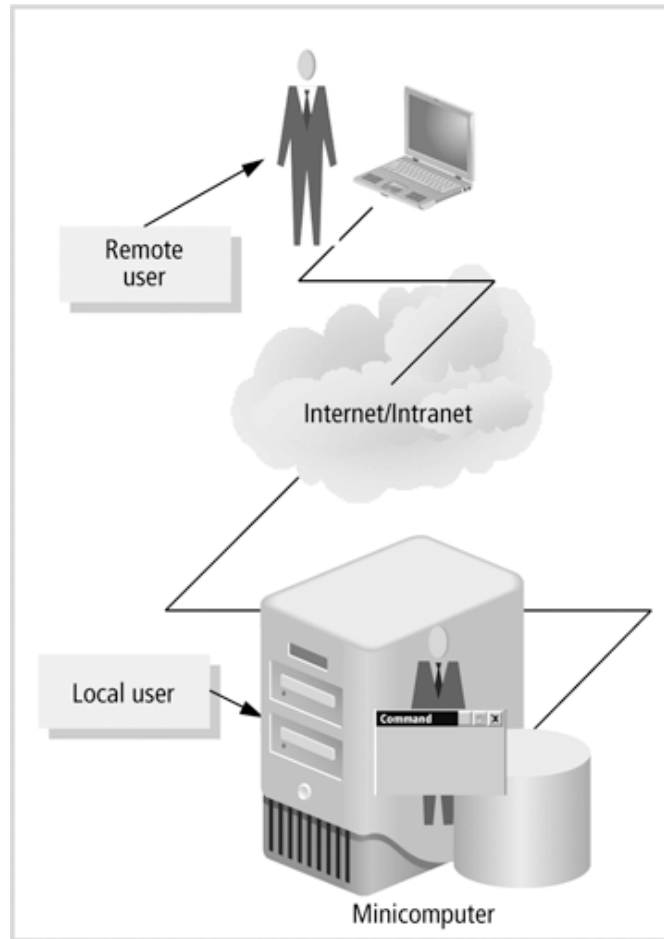 Remote
user
Internet/Intranet
Local user
Command
Minicomputer